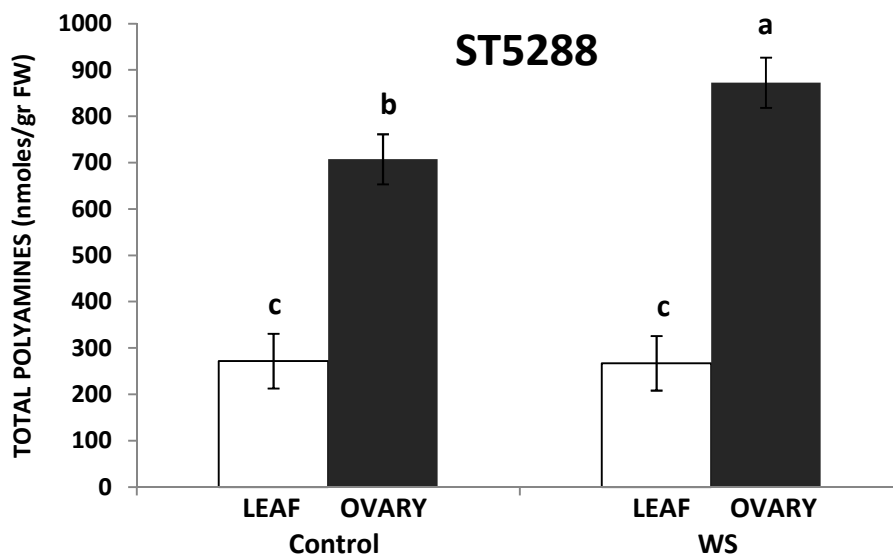 ST5288
TOTAL POLYAMINES (nmoles/gr FW)
1000
900
800
700
600
500
400
300
200
100
0
c
b
c
a
LEAF OVARY LEAF OVARY
Control WS